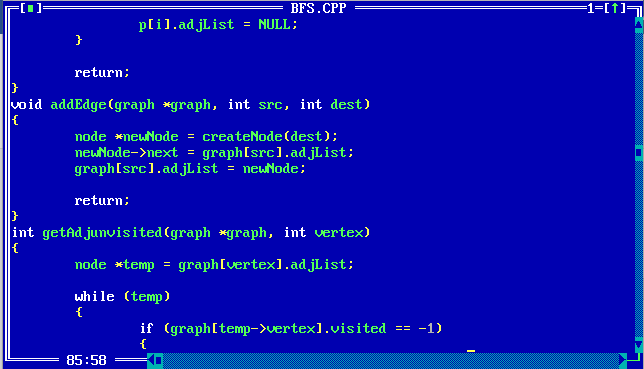 [■] BFS.CPP 1=[↑]
p[i].adjList = NULL;
}
return;
}
void addEdge(graph *graph, int src, int dest)
{
node *newNode = createNode(dest);
newNode->next = graph[src].adjList;
graph[src].adjList = newNode;
return;
}
int getAdjunvisited(graph *graph, int vertex)
{
node *temp = graph[vertex].adjList;
while (temp)
{
if (graph[temp->vertex].visited == -1)
{
85:58